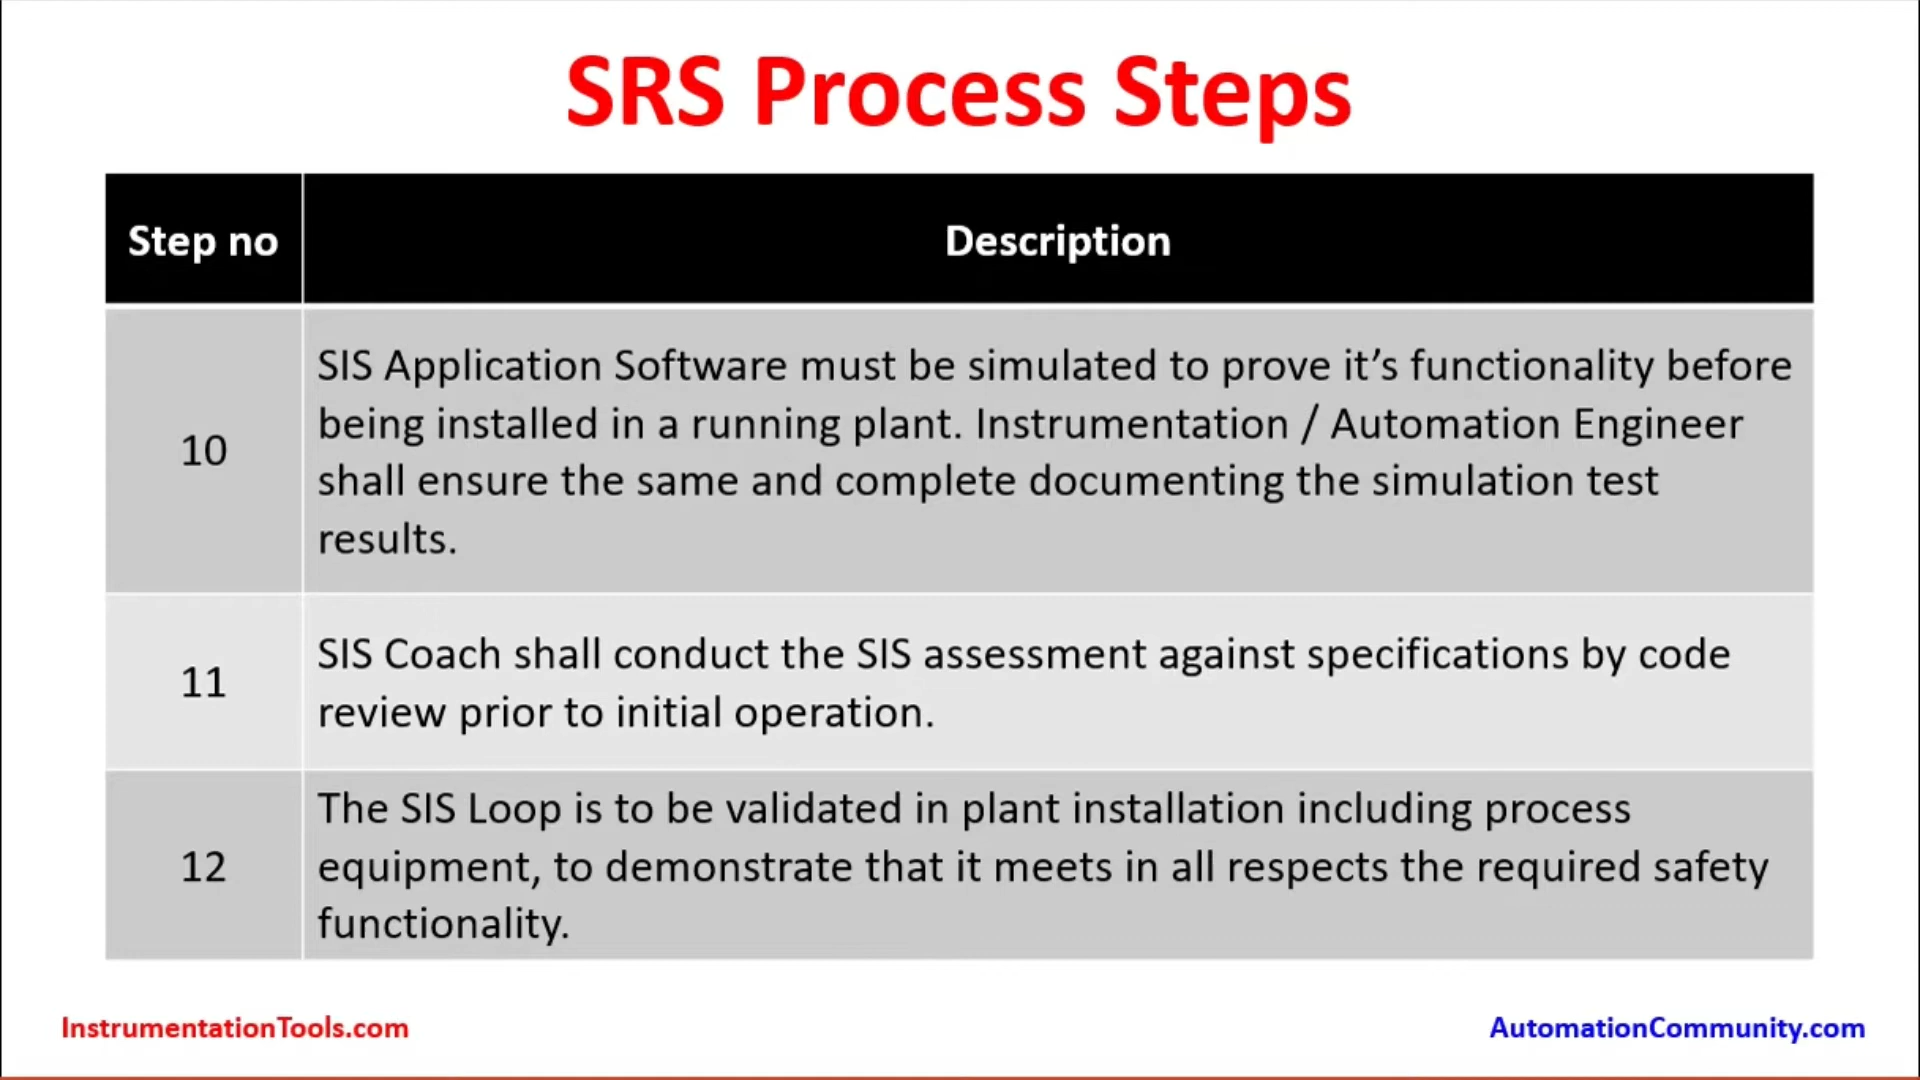 SRS Process Steps
Step no
Description
10
SIS Application Software must be simulated to prove it’s functionality before
being installed in a running plant. Instrumentation / Automation Engineer
shall ensure the same and complete documenting the simulation test
results.
11
SIS Coach shall conduct the SIS assessment against specifications by code
review prior to initial operation.
12
The SIS Loop is to be validated in plant installation including process
equipment, to demonstrate that it meets in all respects the required safety
functionality.
InstrumentationTools.com
AutomationCommunity.com